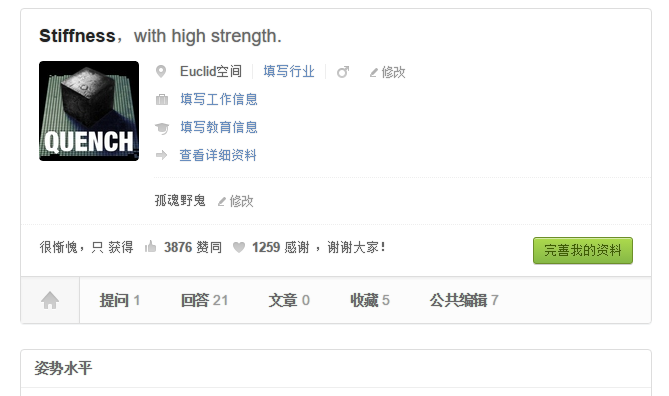 Stiffness，with high strength.
Euclid空间 填写行业 修改
填写工作信息
填写教育信息
查看详细资料
QUENCH
孤魂野鬼 修改
很惭愧，只 获得 3876 赞同 1259 感谢 ，谢谢大家！
完善我的资料
提问 1 回答 21 文章 0 收藏 5 公共编辑 7
姿势水平